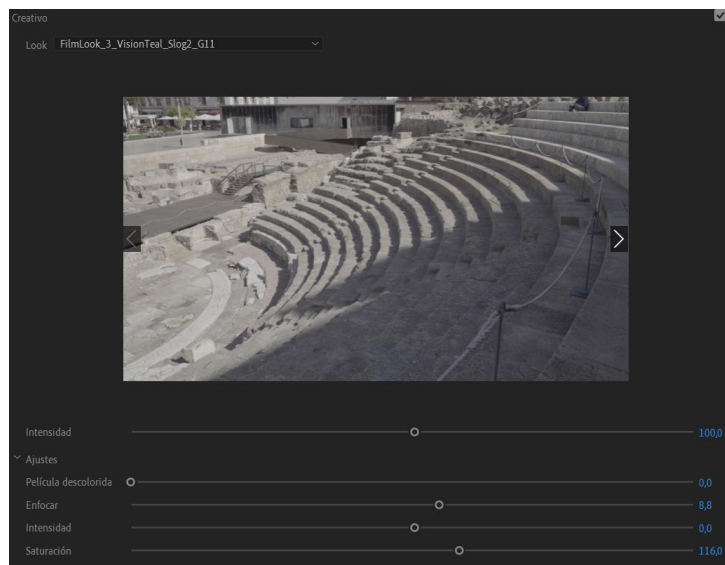 Creativo
Look FilmLook_3_VisionTeal_Slog2_G11
Intensidad 100,0
Ajustes
Película descolorida 0,0
Enfocar 8,8
Intensidad 0,0
Saturación 116,0